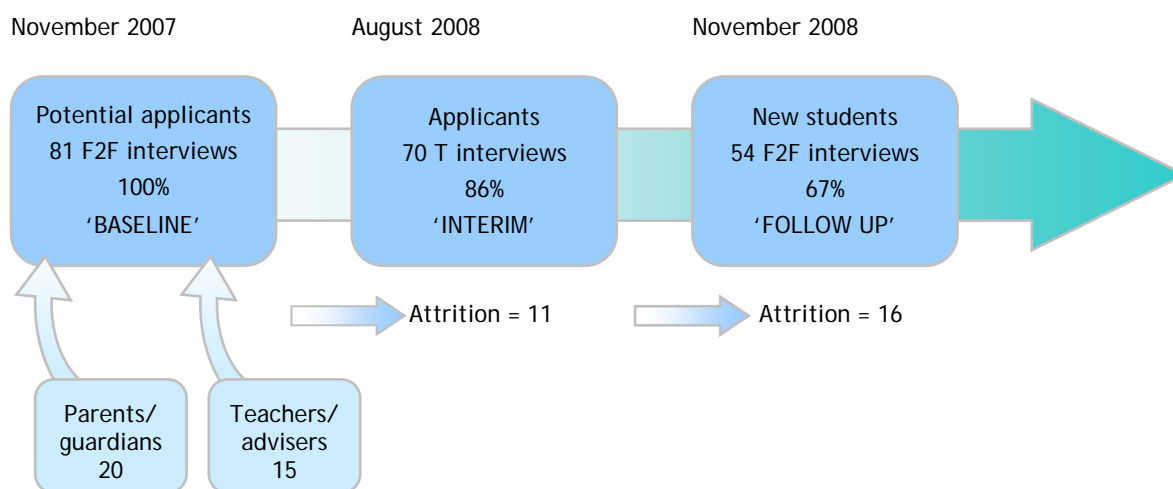 November 2007
August 2008
November 2008
Potential applicants
81 F2F interviews
100%
‘BASELINE’
Applicants
70 T interviews
86%
‘INTERIM’
New students
54 F2F interviews
67%
‘FOLLOW UP’
Attrition = 11
Attrition = 16
Parents/
guardians
20
Teachers/
advisers
15